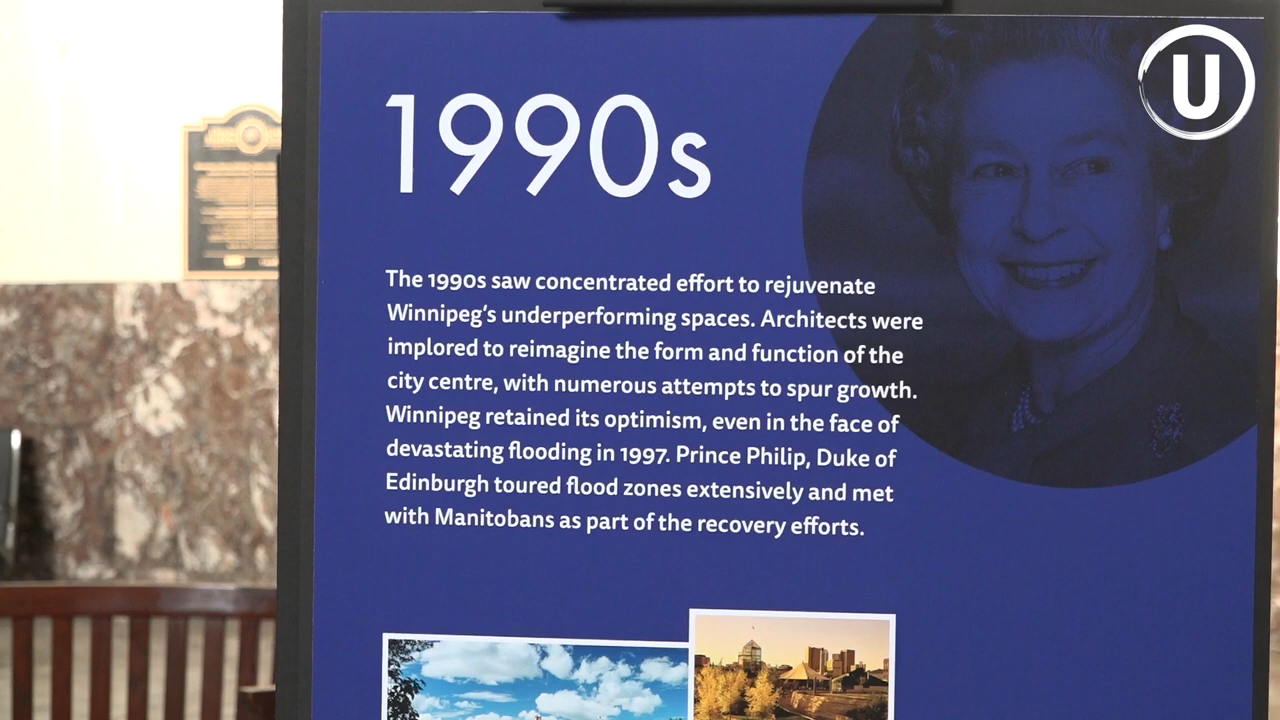 U
1990s
The 1990s saw concentrated effort to rejuvenate
Winnipeg's underperforming spaces. Architects were
implored to reimagine the form and function of the
city centre, with numerous attempts to spur growth.
Winnipeg retained its optimism, even in the face of
devastating flooding in 1997. Prince Philip, Duke of
Edinburgh toured flood zones extensively and met
with Manitobans as part of the recovery efforts.